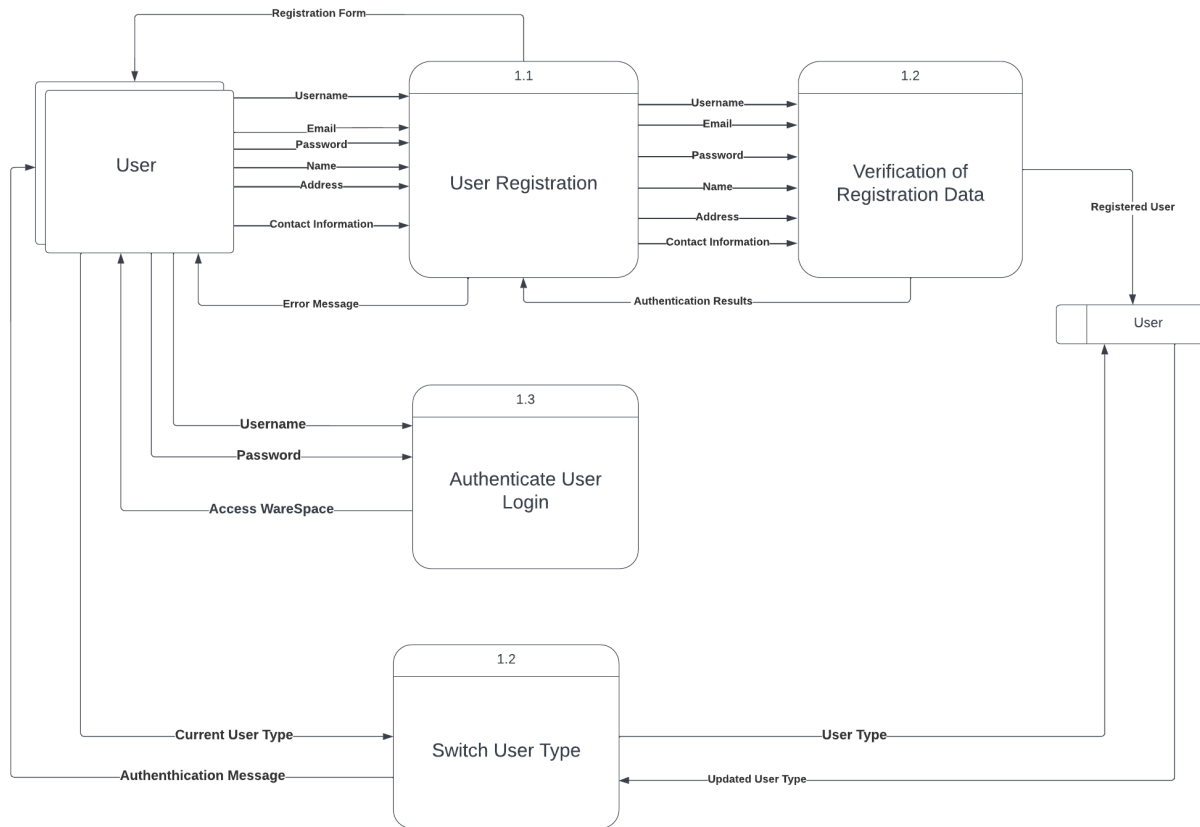 Registration Form
1.1
1.2
Username
Email
Password
Name
Address
Contact Information
User
User Registration
Username
Email
Password
Name
Address
Contact Information
Verification of
Registration Data
Registered User
Error Message
Authentication Results
User
1.3
Username
Password
Access WareSpace
Authenticate User
Login
1.2
Current User Type
Switch User Type
User Type
Authenthication Message
Updated User Type